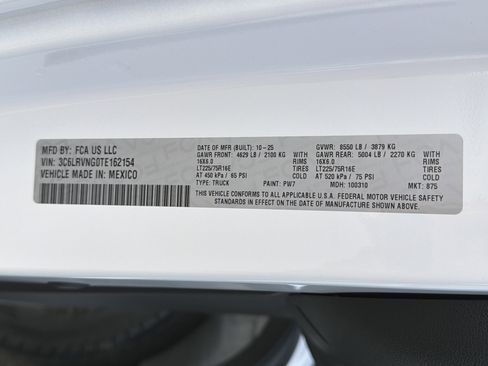 MFD BY: FCA US LLC
VIN: 3C6LRVNG0TE162154
VEHICLE MADE IN: MEXICO
DATE OF MFR (BUILT): 10-25 GVWR: 8550 LB / 3879 KG
GAWR FRONT: 4629 LB / 2100 KG WITH GAWR REAR: 5004 LB / 2270 KG WITH
16X6.0 RIMS 16X6.0 RIMS
LT225/75R16E TIRES LT225/75R16E TIRES
AT 450 kPa / 65 PSI COLD AT 520 kPa / 75 PSI COLD
TYPE: TRUCK PAINT: PW7 MDH: 100310 MKT: 875
THIS VEHICLE CONFORMS TO ALL APPLICABLE U.S.A. FEDERAL MOTOR VEHICLE SAFETY
STANDARDS IN EFFECT ON THE DATE OF MANUFACTURE SHOWN ABOVE.